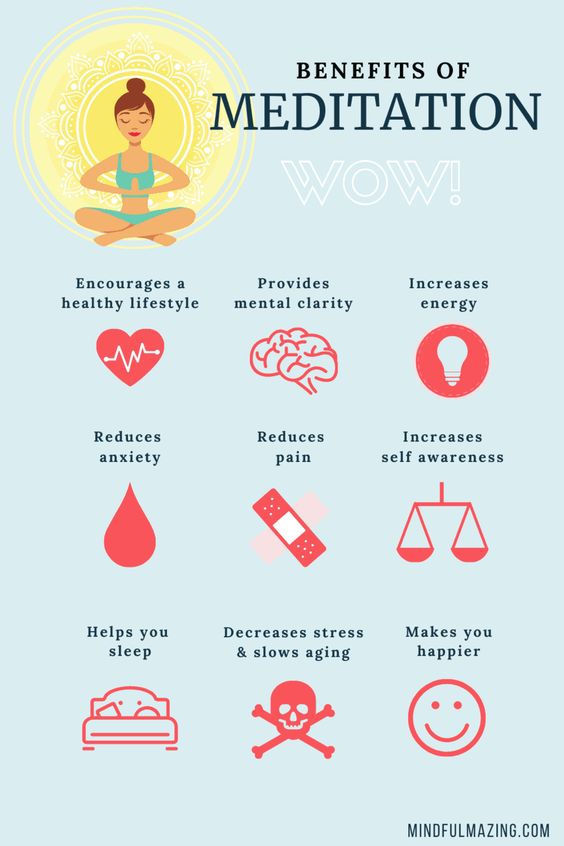 BENEFITS OF
MEDITATION
WOW!
Encourages a
healthy lifestyle
Provides
mental clarity
Increases
energy
Reduces
anxiety
Reduces
pain
Increases
self awareness
Helps you
sleep
Decreases stress
& slows aging
Makes you
happier
MINDFULMAZING.COM